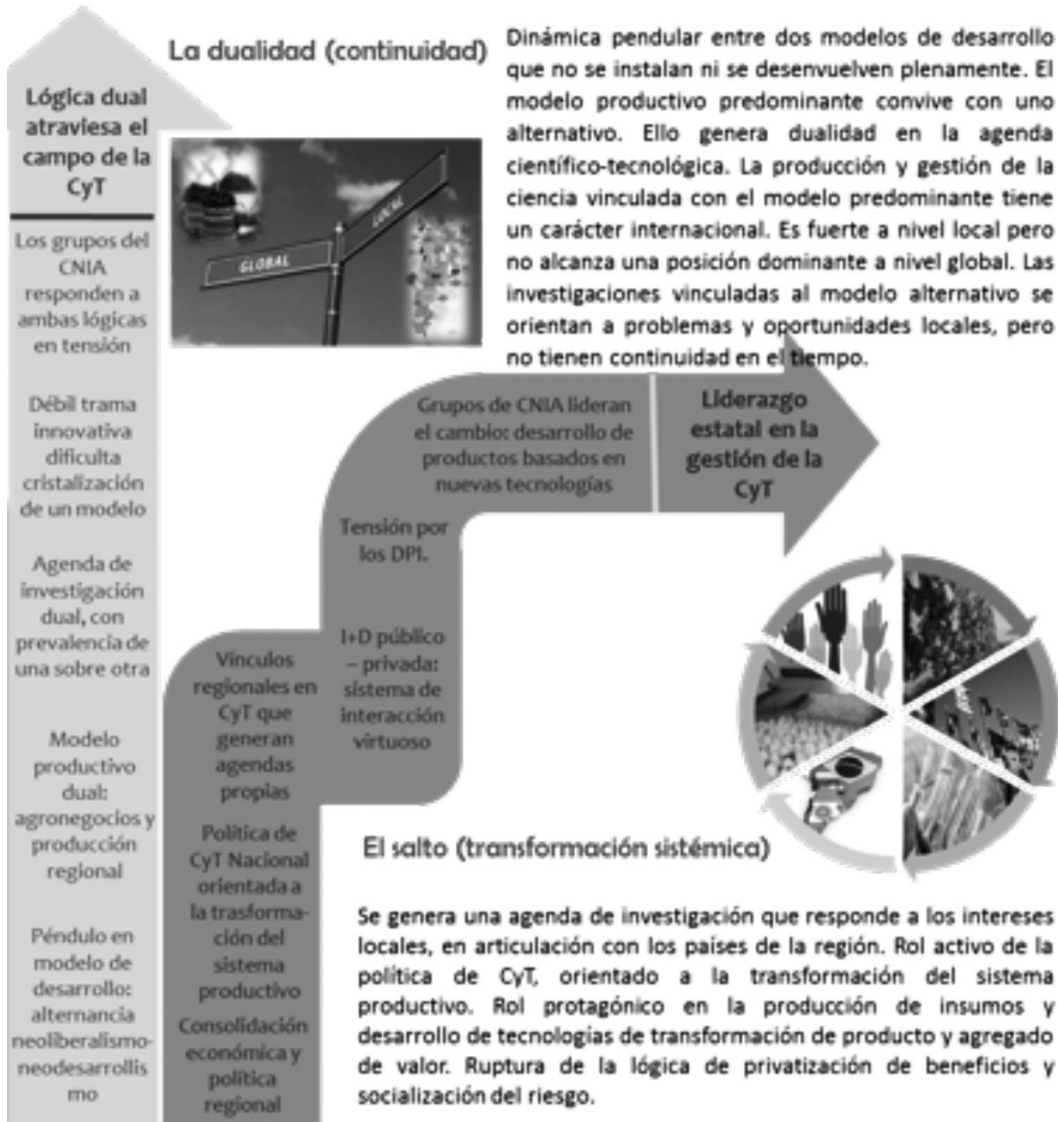 La dualidad (continuidad)
Dinámica pendular entre dos modelos de desarrollo
que no se instalan ni se desenvuelven plenamente. El
modelo productivo predominante convive con uno
alternativo. Ello genera dualidad en la agenda
científico-tecnológica. La producción y gestión de la
ciencia vinculada con el modelo predominante tiene
un carácter internacional. Es fuerte a nivel local pero
no alcanza una posición dominante a nivel global. Las
investigaciones vinculadas al modelo alternativo se
orientan a problemas y oportunidades locales, pero
no tienen continuidad en el tiempo.
Lógica dual
atraviesa el
campo de la
CyT
Los grupos del
CNIA
responden a
ambas lógicas
en tensión
Débil trama
innovativa
dificulta
cristalización
de un modelo
Agenda de
investigación
dual, con
prevalencia de
una sobre otra
Modelo
productivo
dual:
agronegocios y
producción
regional
Péndulo en
modelo de
desarrollo:
alternancia
neoliberalismo-
neodesarrollis
mo
LOCAL
GLOBAL
Grupos de CNIA lideran
el cambio: desarrollo de
productos basados en
nuevas tecnologías
Liderazgo
estatal en la
gestión de la
CyT
Tensión por
los DPI.
I+D público
– privada:
sistema de
interacción
virtuoso
Vínculos
regionales en
CyT que
generan
agendas
propias
Política de
CyT Nacional
orientada a
la trasforma-
ción del
sistema
productivo
Consolidación
económica y
política
regional
El salto (transformación sistémica)
Se genera una agenda de investigación que responde a los intereses
locales, en articulación con los países de la región. Rol activo de la
política de CyT, orientado a la transformación del sistema
productivo. Rol protagónico en la producción de insumos y
desarrollo de tecnologías de transformación de producto y agregado
de valor. Ruptura de la lógica de privatización de beneficios y
socialización del riesgo.